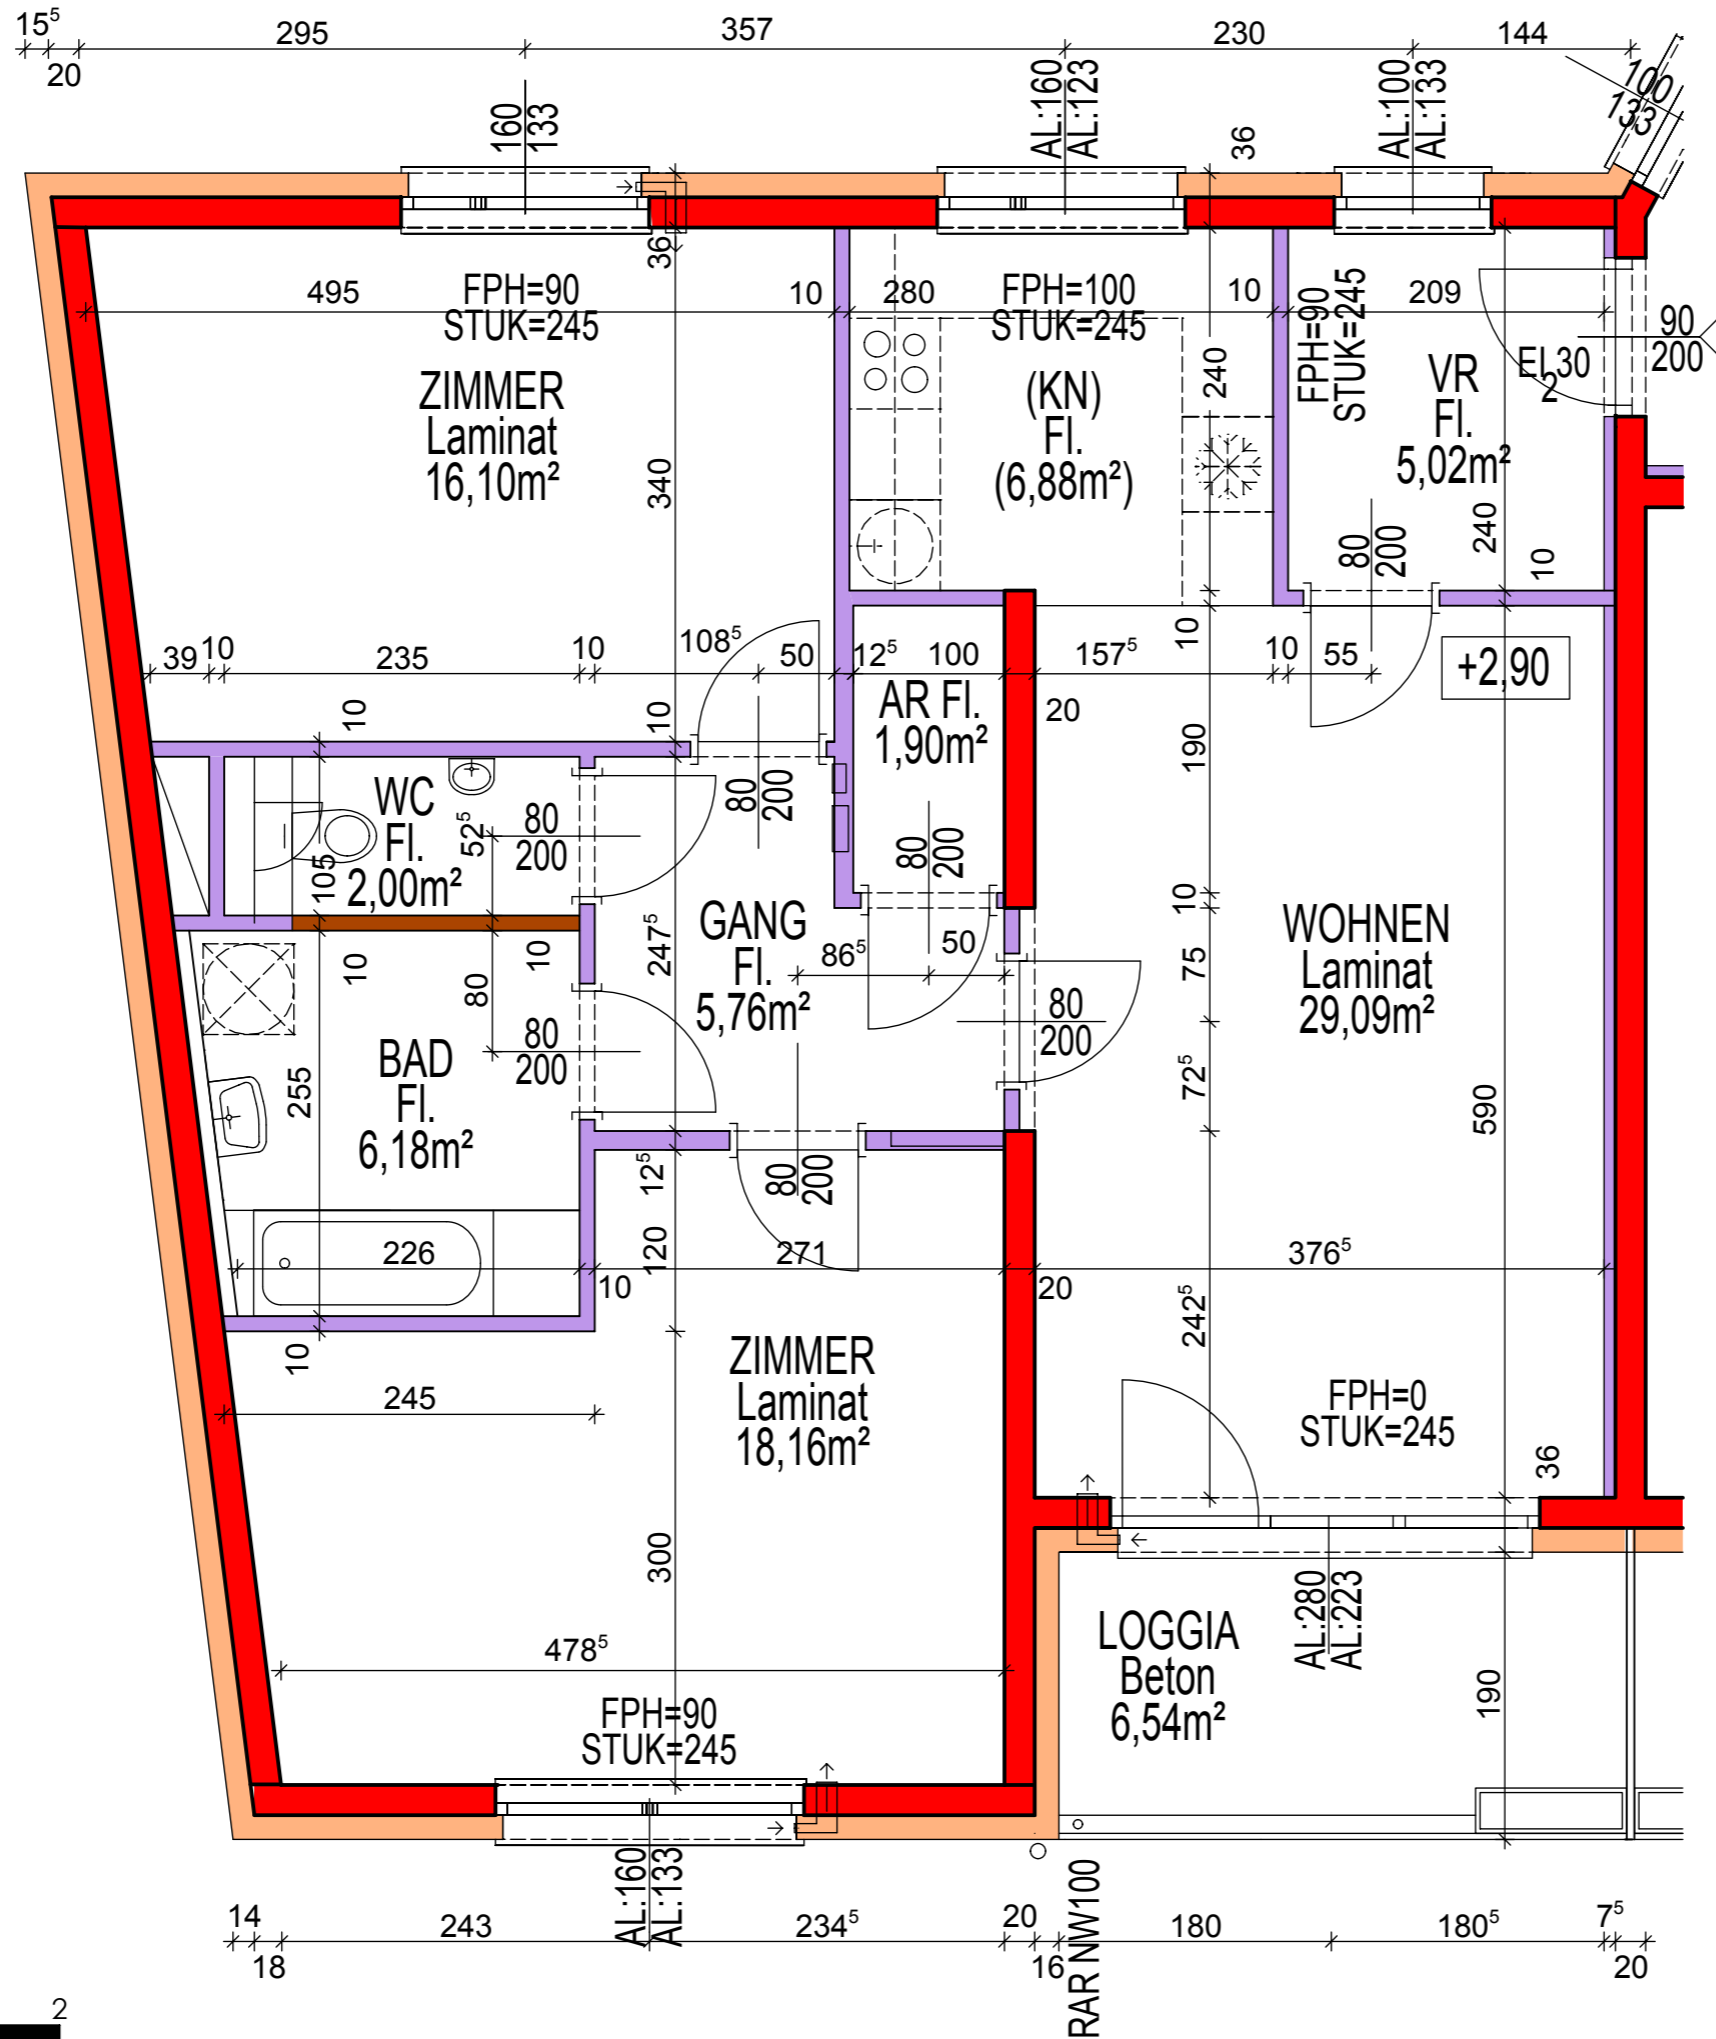 15⁵
20
295
357
230
144
160
133
AL:160
AL:123
AL:100
AL:133
100
133
36
36
495
FPH=90
STUK=245
10
280
FPH=100
STUK=245
10
FPH=90
STUK=245
209
90
200
EI₂30
ZIMMER
Laminat
16,10m²
(KN)
Fl.
(6,88m²)
VR
Fl.
5,02m²
240
340
240
80
200
10
39
10
235
10
108⁵
50
12⁵
100
157⁵
10
10
55
+2,90
AR Fl.
1,90m²
20
10
10
190
WC
Fl.
2,00m²
105
52⁵
80
200
80
200
80
200
10
GANG
Fl.
5,76m²
247⁵
86⁵
50
75
WOHNEN
Laminat
29,09m²
10
10
80
80
200
80
200
72⁵
BAD
Fl.
6,18m²
255
590
12⁵
80
200
226
10
120
271
20
376⁵
242⁵
10
245
ZIMMER
Laminat
18,16m²
FPH=0
STUK=245
36
300
478⁵
FPH=90
STUK=245
LOGGIA
Beton
6,54m²
AL:280
AL:223
190
AL:160
AL:133
RAR NW100
14
18
243
234⁵
20
16
180
180⁵
7⁵
20
2